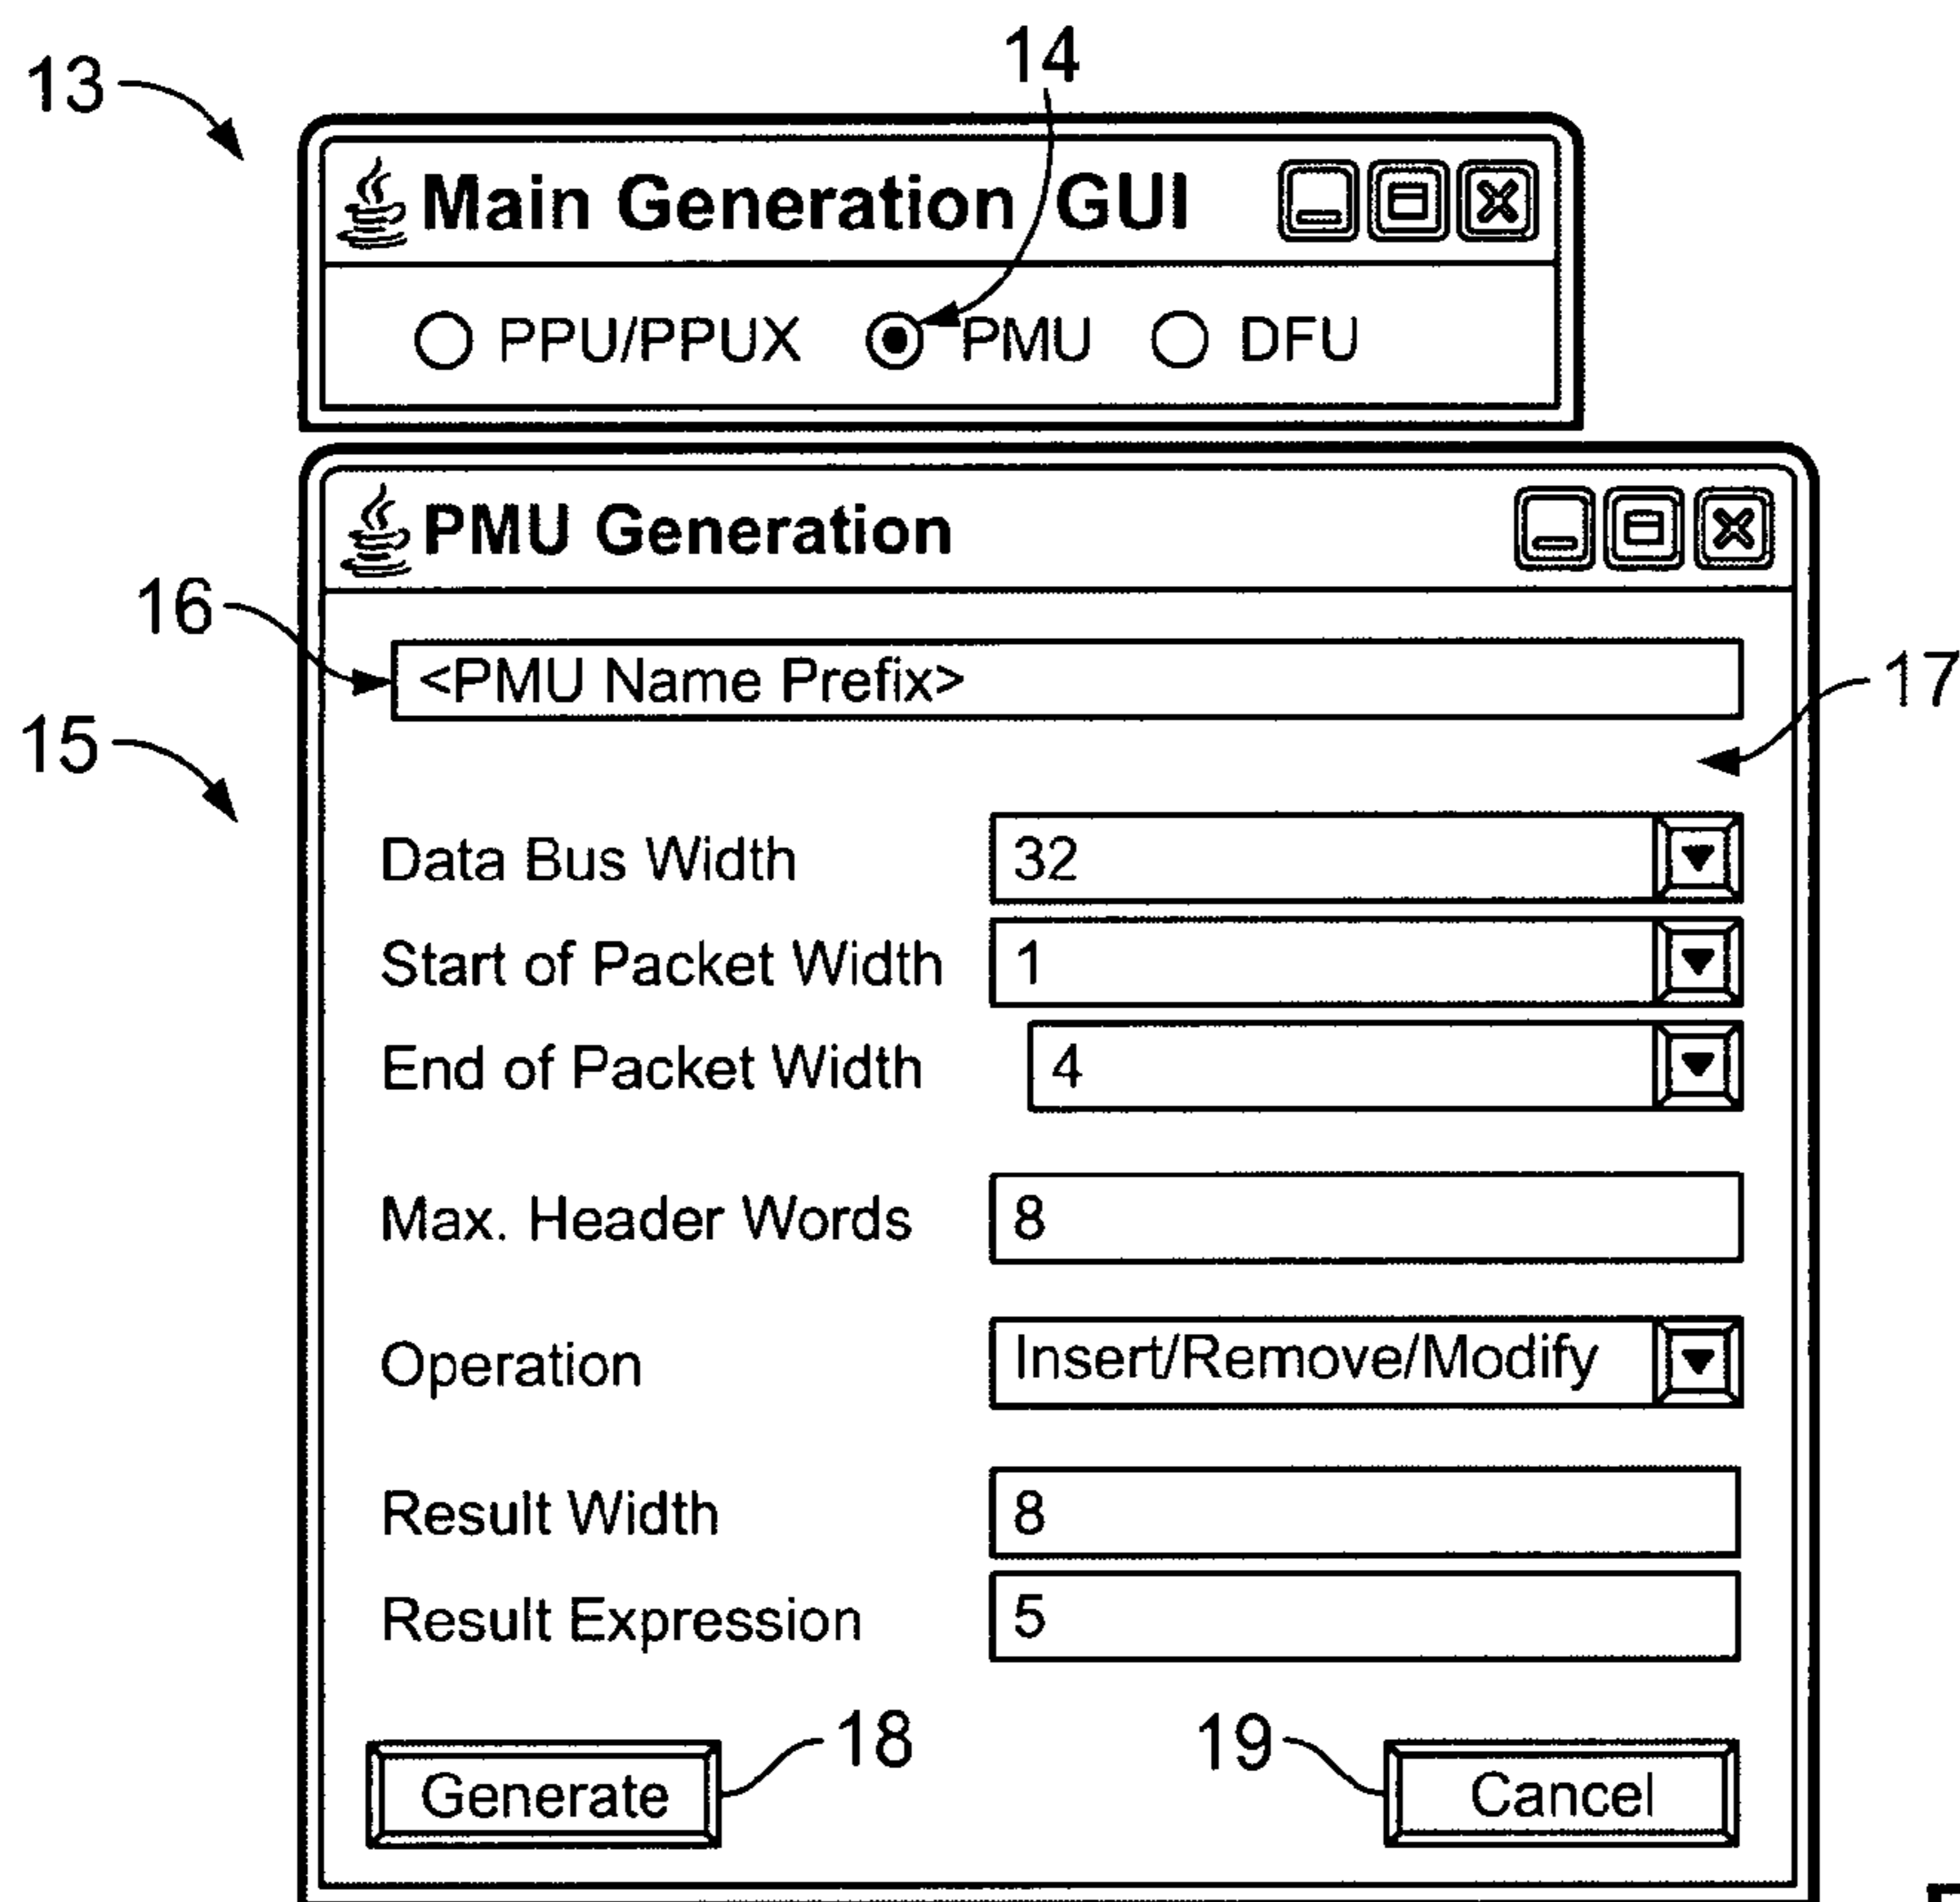 14
13
Main Generation GUI
PPU/PPUX PMU DFU
PMU Generation
16
<PMU Name Prefix>
17
15
Data Bus Width 32
Start of Packet Width 1
End of Packet Width 4
Max. Header Words 8
Operation Insert/Remove/Modify
Result Width 8
Result Expression 5
18 19
Generate Cancel